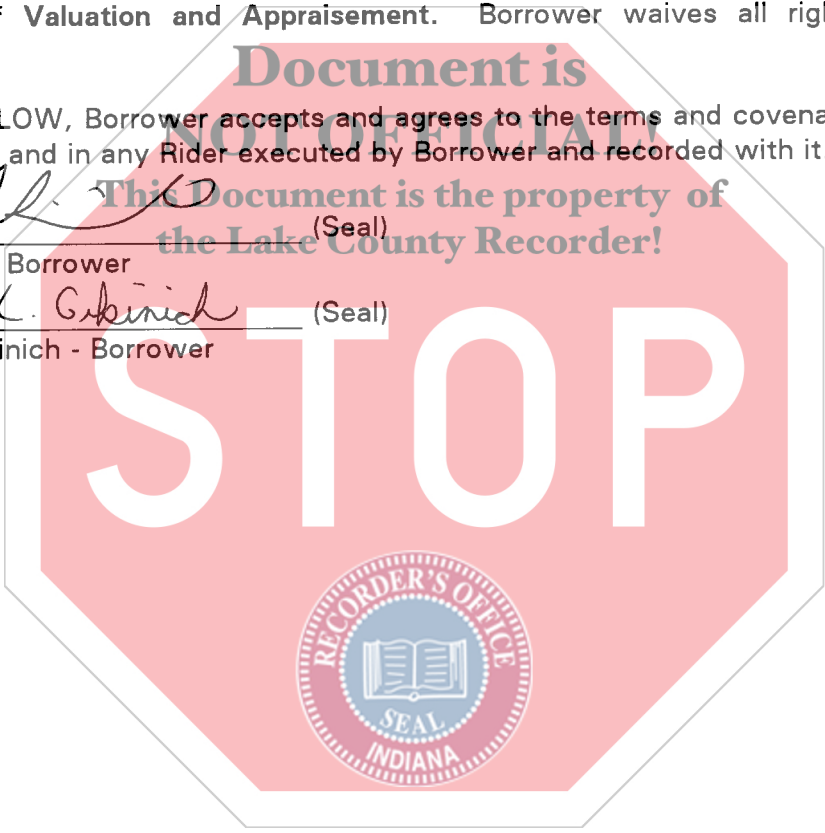 f Valuation and Appraisement. Borrower waives all righ
Document is
LOW, Borrower accepts and agrees to the terms and covena
NOT OFFICIAL!
and in any Rider executed by Borrower and recorded with it
This Document is the property of
(Seal)
the Lake County Recorder!
Borrower
(Seal)
inich - Borrower
STOP
RECORDER'S OFFICE
SEAL
INDIANA